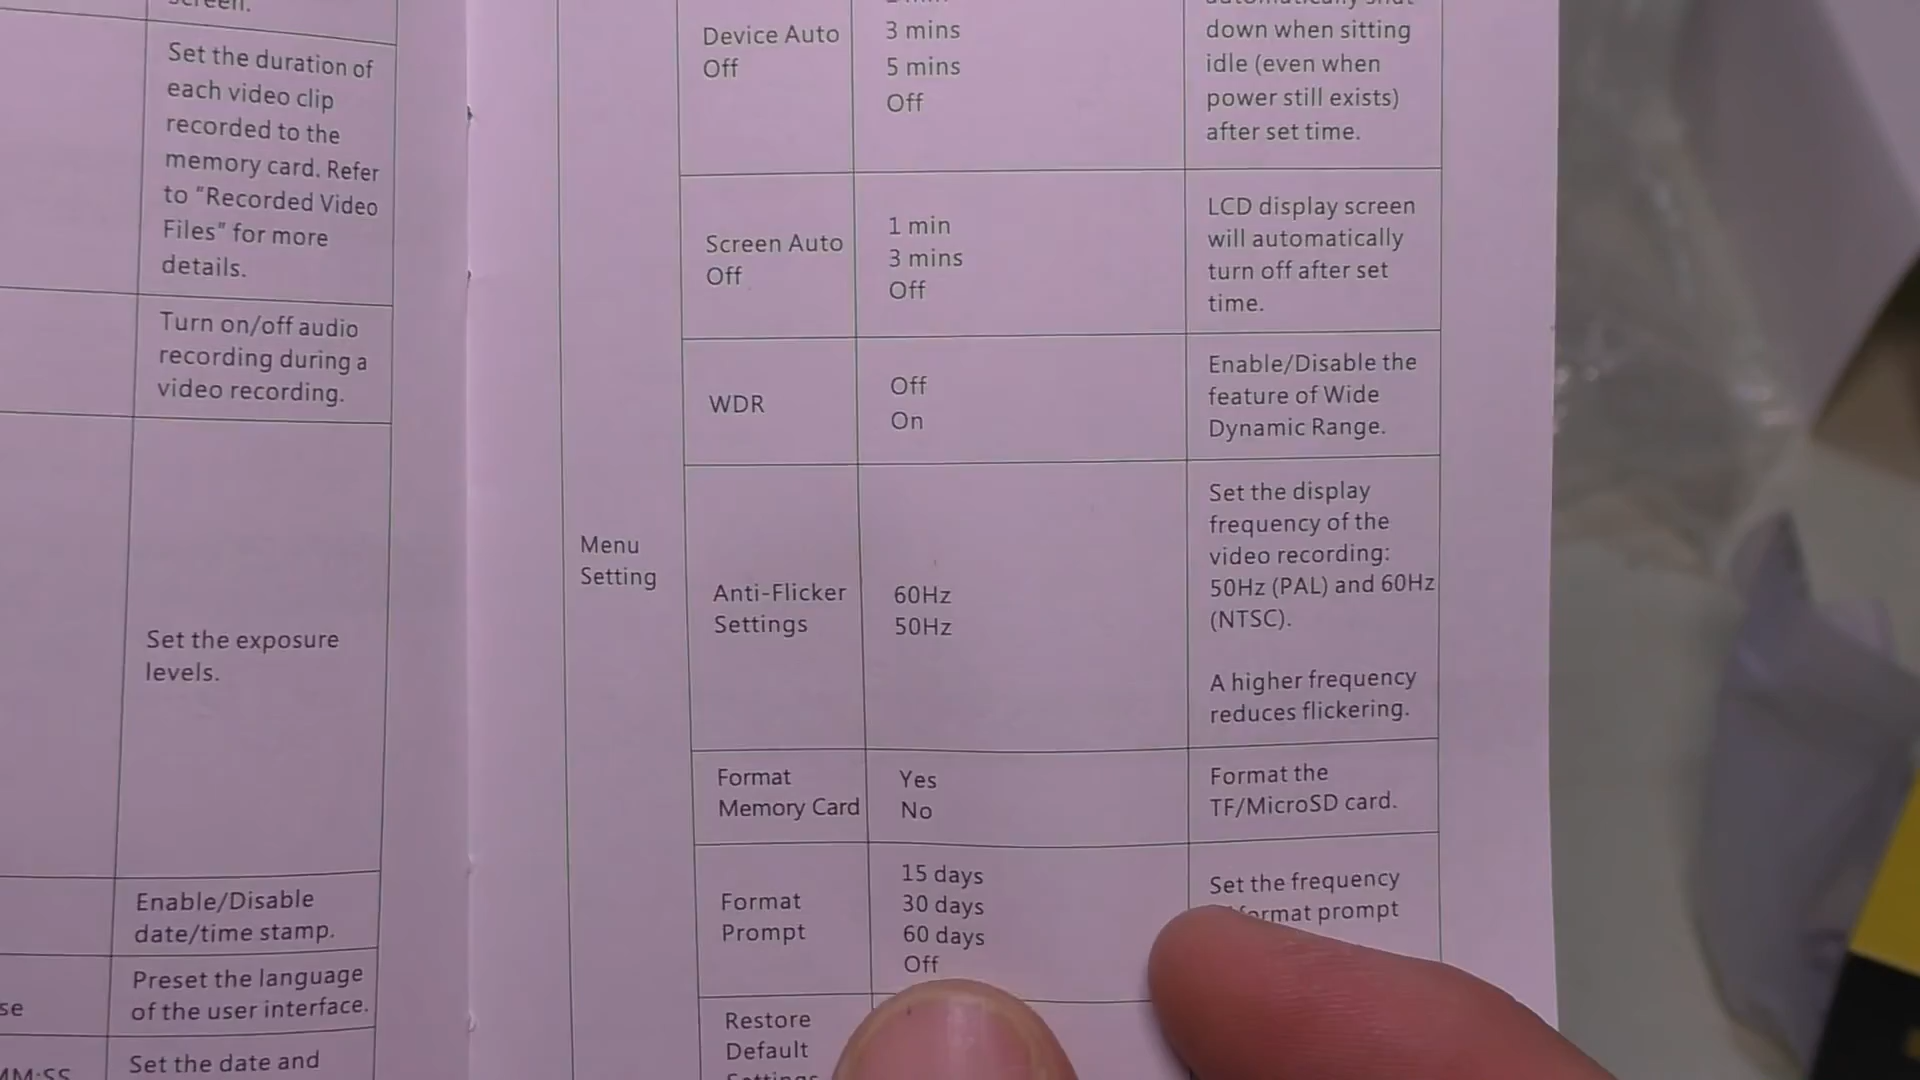 screen.
Set the duration of
each video clip
recorded to the
memory card. Refer
to "Recorded Video
Files" for more
details.
Turn on/off audio
recording during a
video recording.
Set the exposure
levels.
Enable/Disable
date/time stamp.
se
Preset the language
of the user interface.
MM:SS
Set the date and
Menu
Setting
Device Auto
Off
3 mins
5 mins
Off
down when sitting
idle (even when
power still exists)
after set time.
Screen Auto
Off
1 min
3 mins
Off
LCD display screen
will automatically
turn off after set
time.
WDR
Off
On
Enable/Disable the
feature of Wide
Dynamic Range.
Anti-Flicker
Settings
60Hz
50Hz
Set the display
frequency of the
video recording:
50Hz (PAL) and 60Hz
(NTSC).
A higher frequency
reduces flickering.
Format
Memory Card
Yes
No
Format the
TF/MicroSD card.
Format
Prompt
15 days
30 days
60 days
Off
Set the frequency
format prompt
Restore
Default